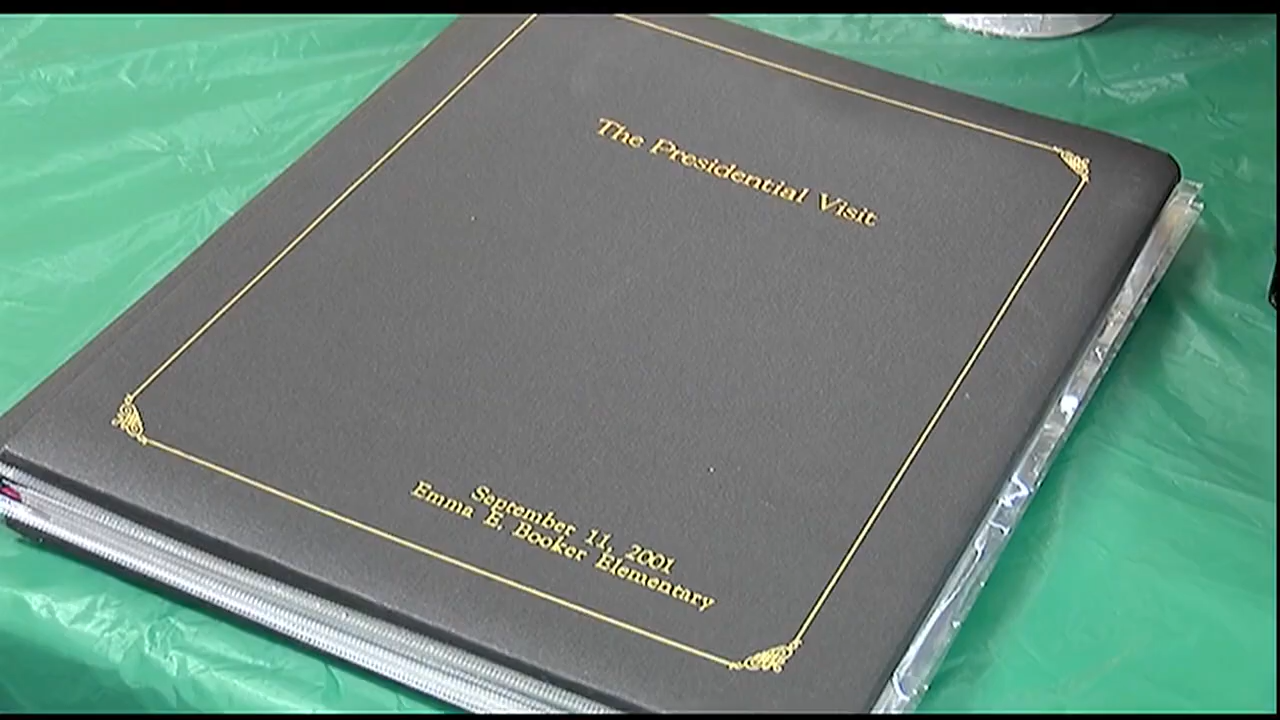 The Presidential Visit
September 11, 2001
Emma E. Booker Elementary